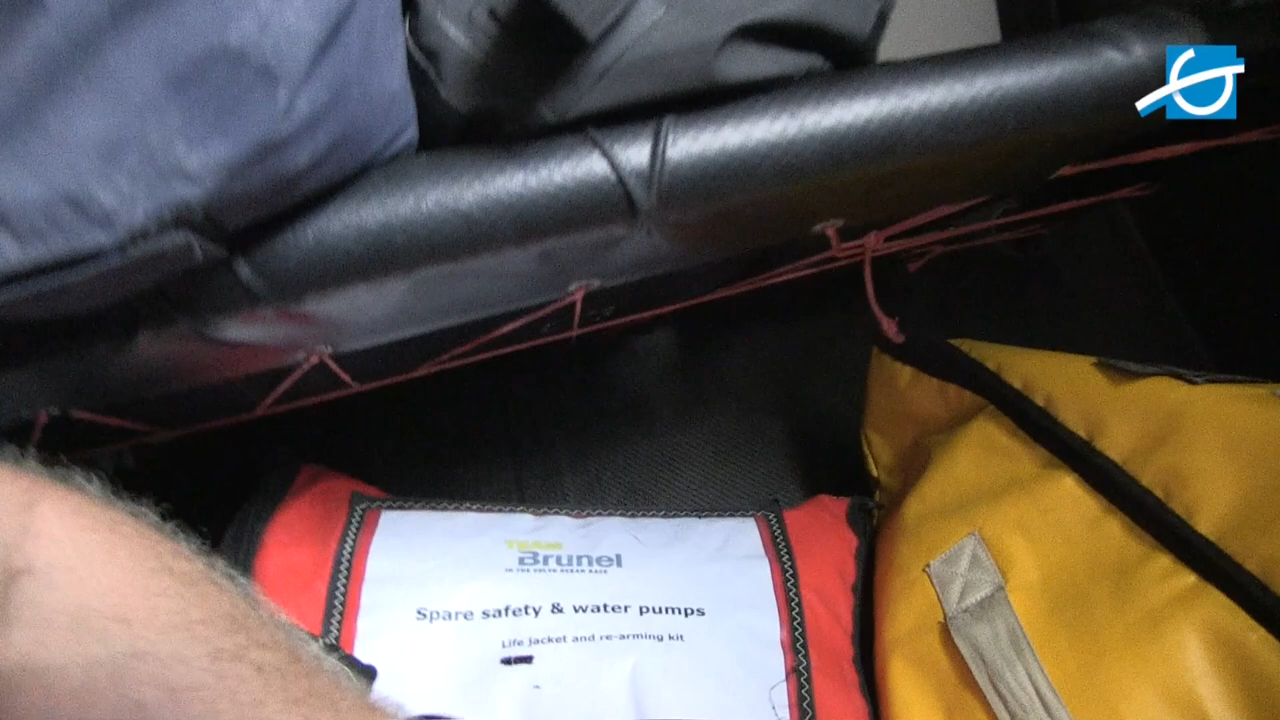 TEAM
Brunel
IN THE VOLVO OCEAN RACE
Spare safety & water pumps
Life jacket and re-arming kit